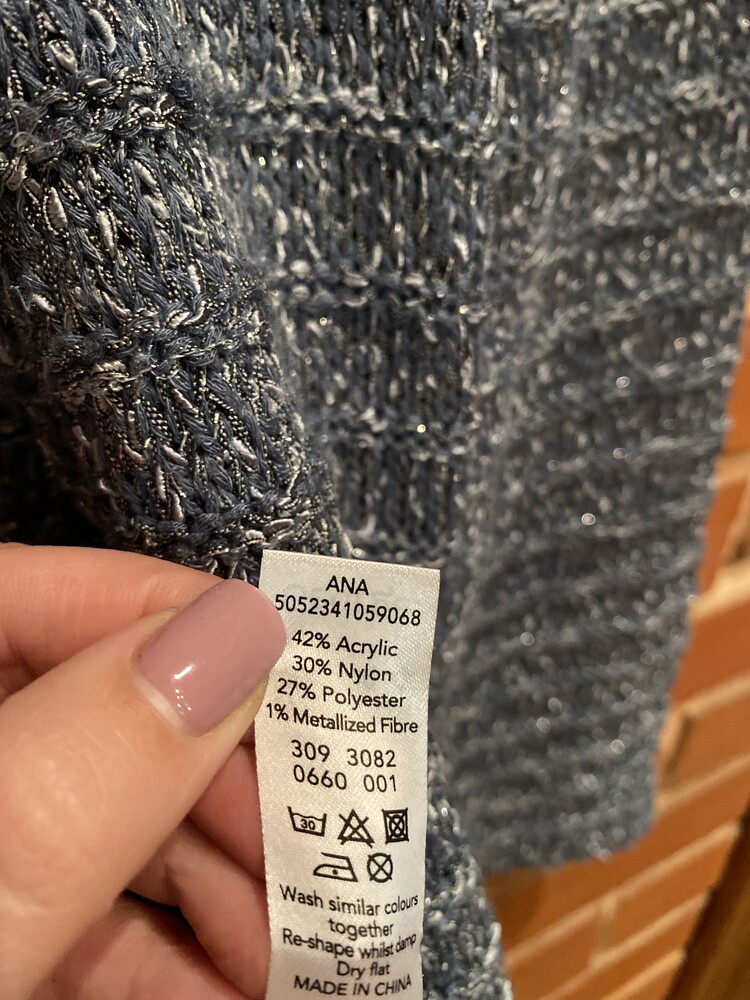 ANA
5052341059068
42% Acrylic
30% Nylon
27% Polyester
1% Metallized Fibre
309 3082
0660 001
30
Wash similar colours
together
Re-shape whilst damp
Dry flat
MADE IN CHINA